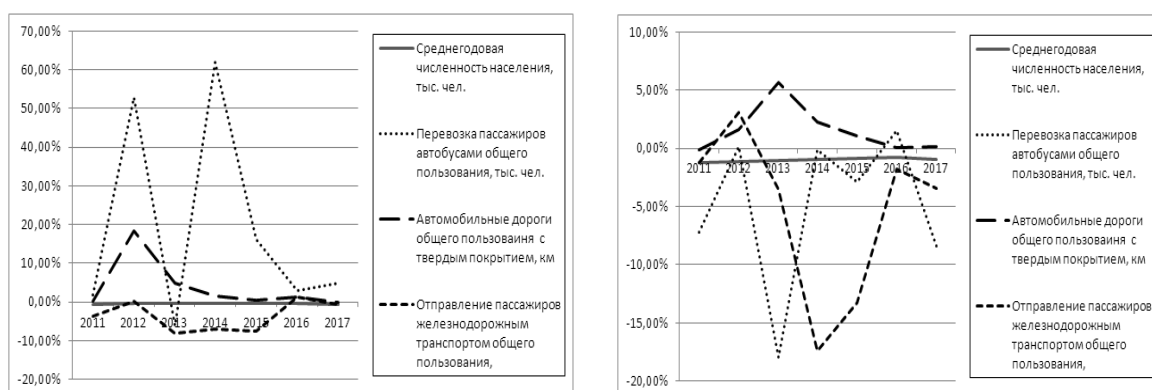 70,00%
60,00%
50,00%
40,00%
30,00%
20,00%
10,00%
0,00%
-10,00%
-20,00%
2011 2012 2013 2014 2015 2016 2017
Среднегодовая
численность населения,
тыс. чел.
Перевозка пассажиров
автобусами общего
пользования, тыс. чел.
Автомобильные дороги
общего пользоваиня с
твердым покрытием, км
Отправление пассажиров
железнодорожным
транспортом общего
пользования,
10,00%
5,00%
0,00%
-5,00%
-10,00%
-15,00%
-20,00%
2011 2012 2013 2014 2015 2016 2017
Среднегодовая
численность населения,
тыс. чел.
Перевозка пассажиров
автобусами общего
пользования, тыс. чел.
Автомобильные дороги
общего пользоваиня с
твердым покрытием, км
Отправление пассажиров
железнодорожным
транспортом общего
пользования,